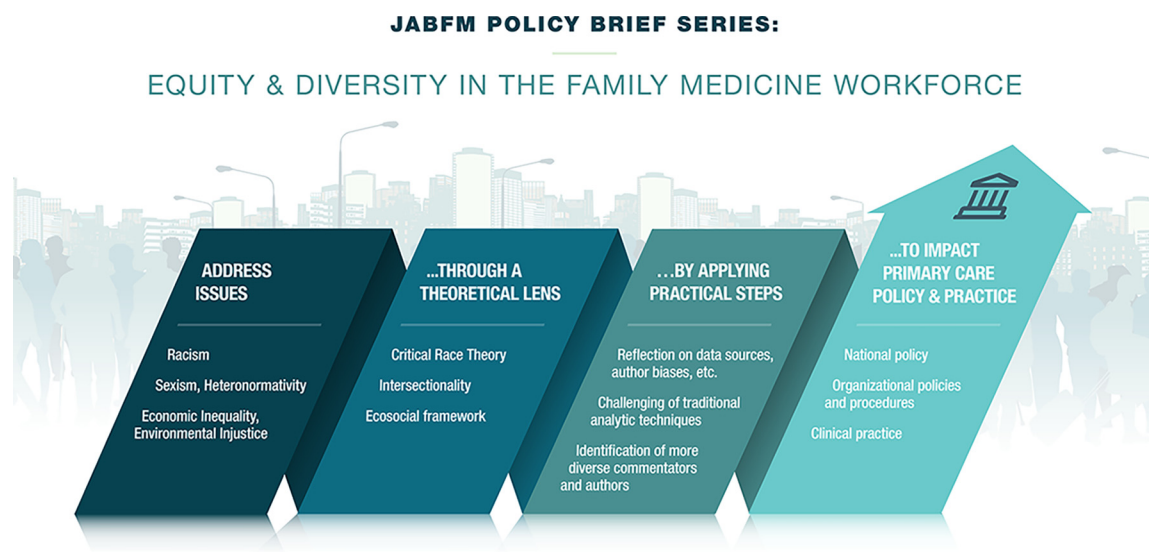 JABFM POLICY BRIEF SERIES:
EQUITY & DIVERSITY IN THE FAMILY MEDICINE WORKFORCE
ADDRESS
ISSUES
Racism
Sexism, Heteronormativity
Economic Inequality,
Environmental Injustice
...THROUGH A
THEORETICAL LENS
Critical Race Theory
Intersectionality
Ecosocial framework
...BY APPLYING
PRACTICAL STEPS
Reflection on data sources,
author biases, etc.
Challenging of traditional
analytic techniques
Identification of more
diverse commentators
and authors
...TO IMPACT
PRIMARY CARE
POLICY & PRACTICE
National policy
Organizational policies
and procedures
Clinical practice